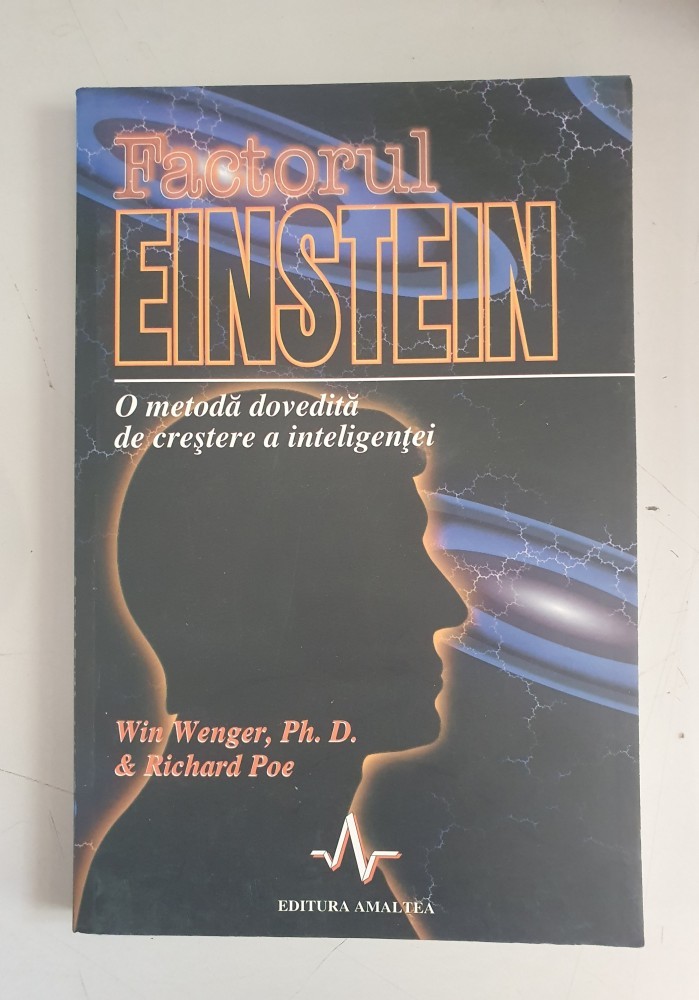 Factorul
EINSTEIN
O metodă dovedită
de creştere a inteligenţei
Win Wenger, Ph. D.
& Richard Poe
EDITURA AMALTEA